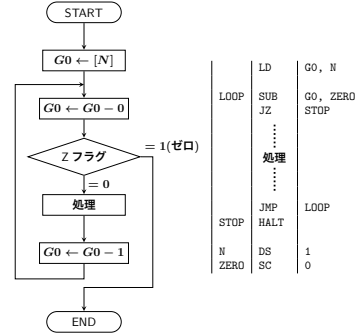 START
G0 ← [N]
G0 ← G0 − 0
Z フラグ
= 1(ゼロ)
= 0
処理
G0 ← G0 − 1
END
LD G0, N
LOOP SUB G0, ZERO
JZ STOP
処理
JMP LOOP
STOP HALT
N DS 1
ZERO SC 0